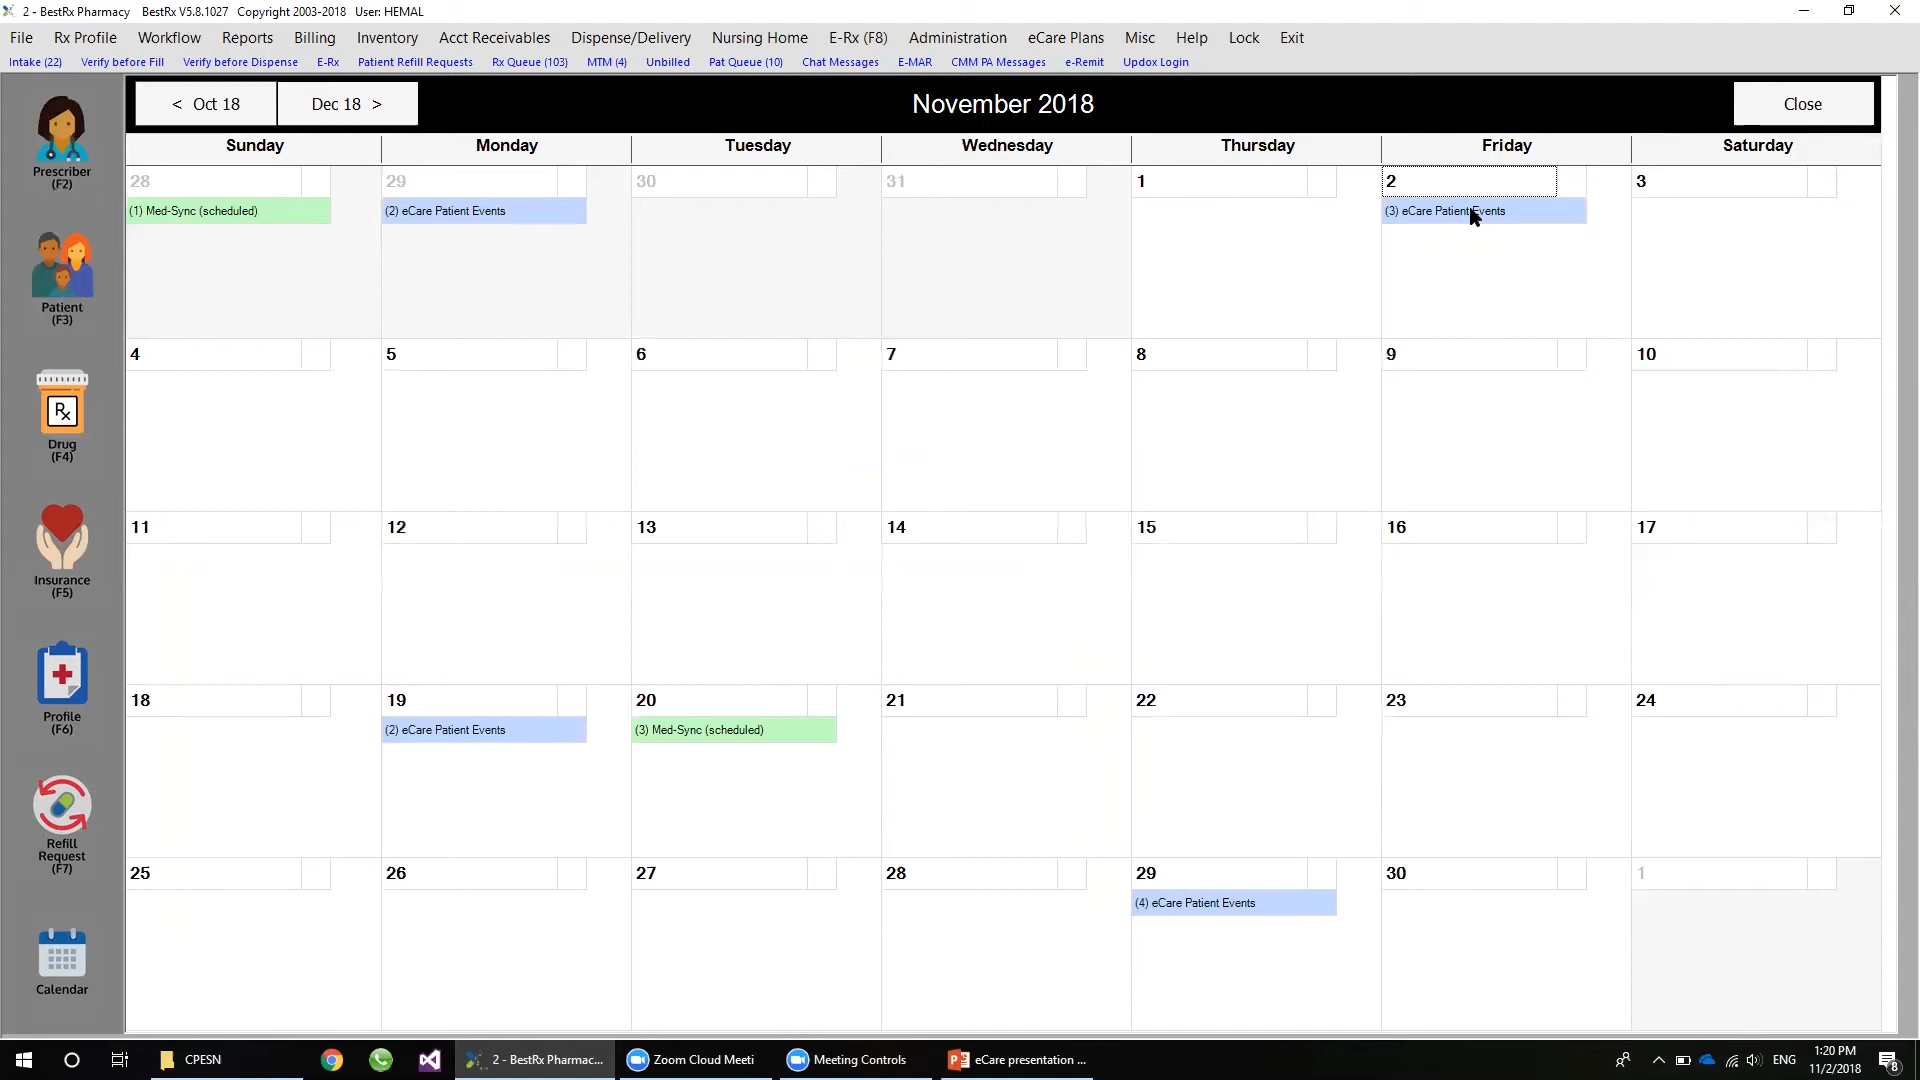 2 - BestRx Pharmacy BestRx V5.8.1027 Copyright 2003-2018 User: HEMAL
File Rx Profile Workflow Reports Billing Inventory Acct Receivables Dispense/Delivery Nursing Home E-Rx (F8) Administration eCare Plans Misc Help Lock Exit
Intake (22) Verify before Fill Verify before Dispense E-Rx Patient Refill Requests Rx Queue (103) MTM (4) Unbilled Pat Queue (10) Chat Messages E-MAR CMM PA Messages e-Remit Updox Login
< Oct 18 Dec 18 > November 2018 Close
Sunday Monday Tuesday Wednesday Thursday Friday Saturday
28 29 30 31 1 2 3
(1) Med-Sync (scheduled) (2) eCare Patient Events (3) eCare Patient Events
4 5 6 7 8 9 10
11 12 13 14 15 16 17
18 19 20 21 22 23 24
(2) eCare Patient Events (3) Med-Sync (scheduled)
25 26 27 28 29 30 1
(4) eCare Patient Events
Prescriber
(F2)
Patient
(F3)
Rx
Drug
(F4)
Insurance
(F5)
Profile
(F6)
Refill
Request
(F7)
Calendar
CPESN 2 - BestRx Pharmac... Zoom Cloud Meeti Meeting Controls eCare presentation ... ENG
1:20 PM
11/2/2018
8